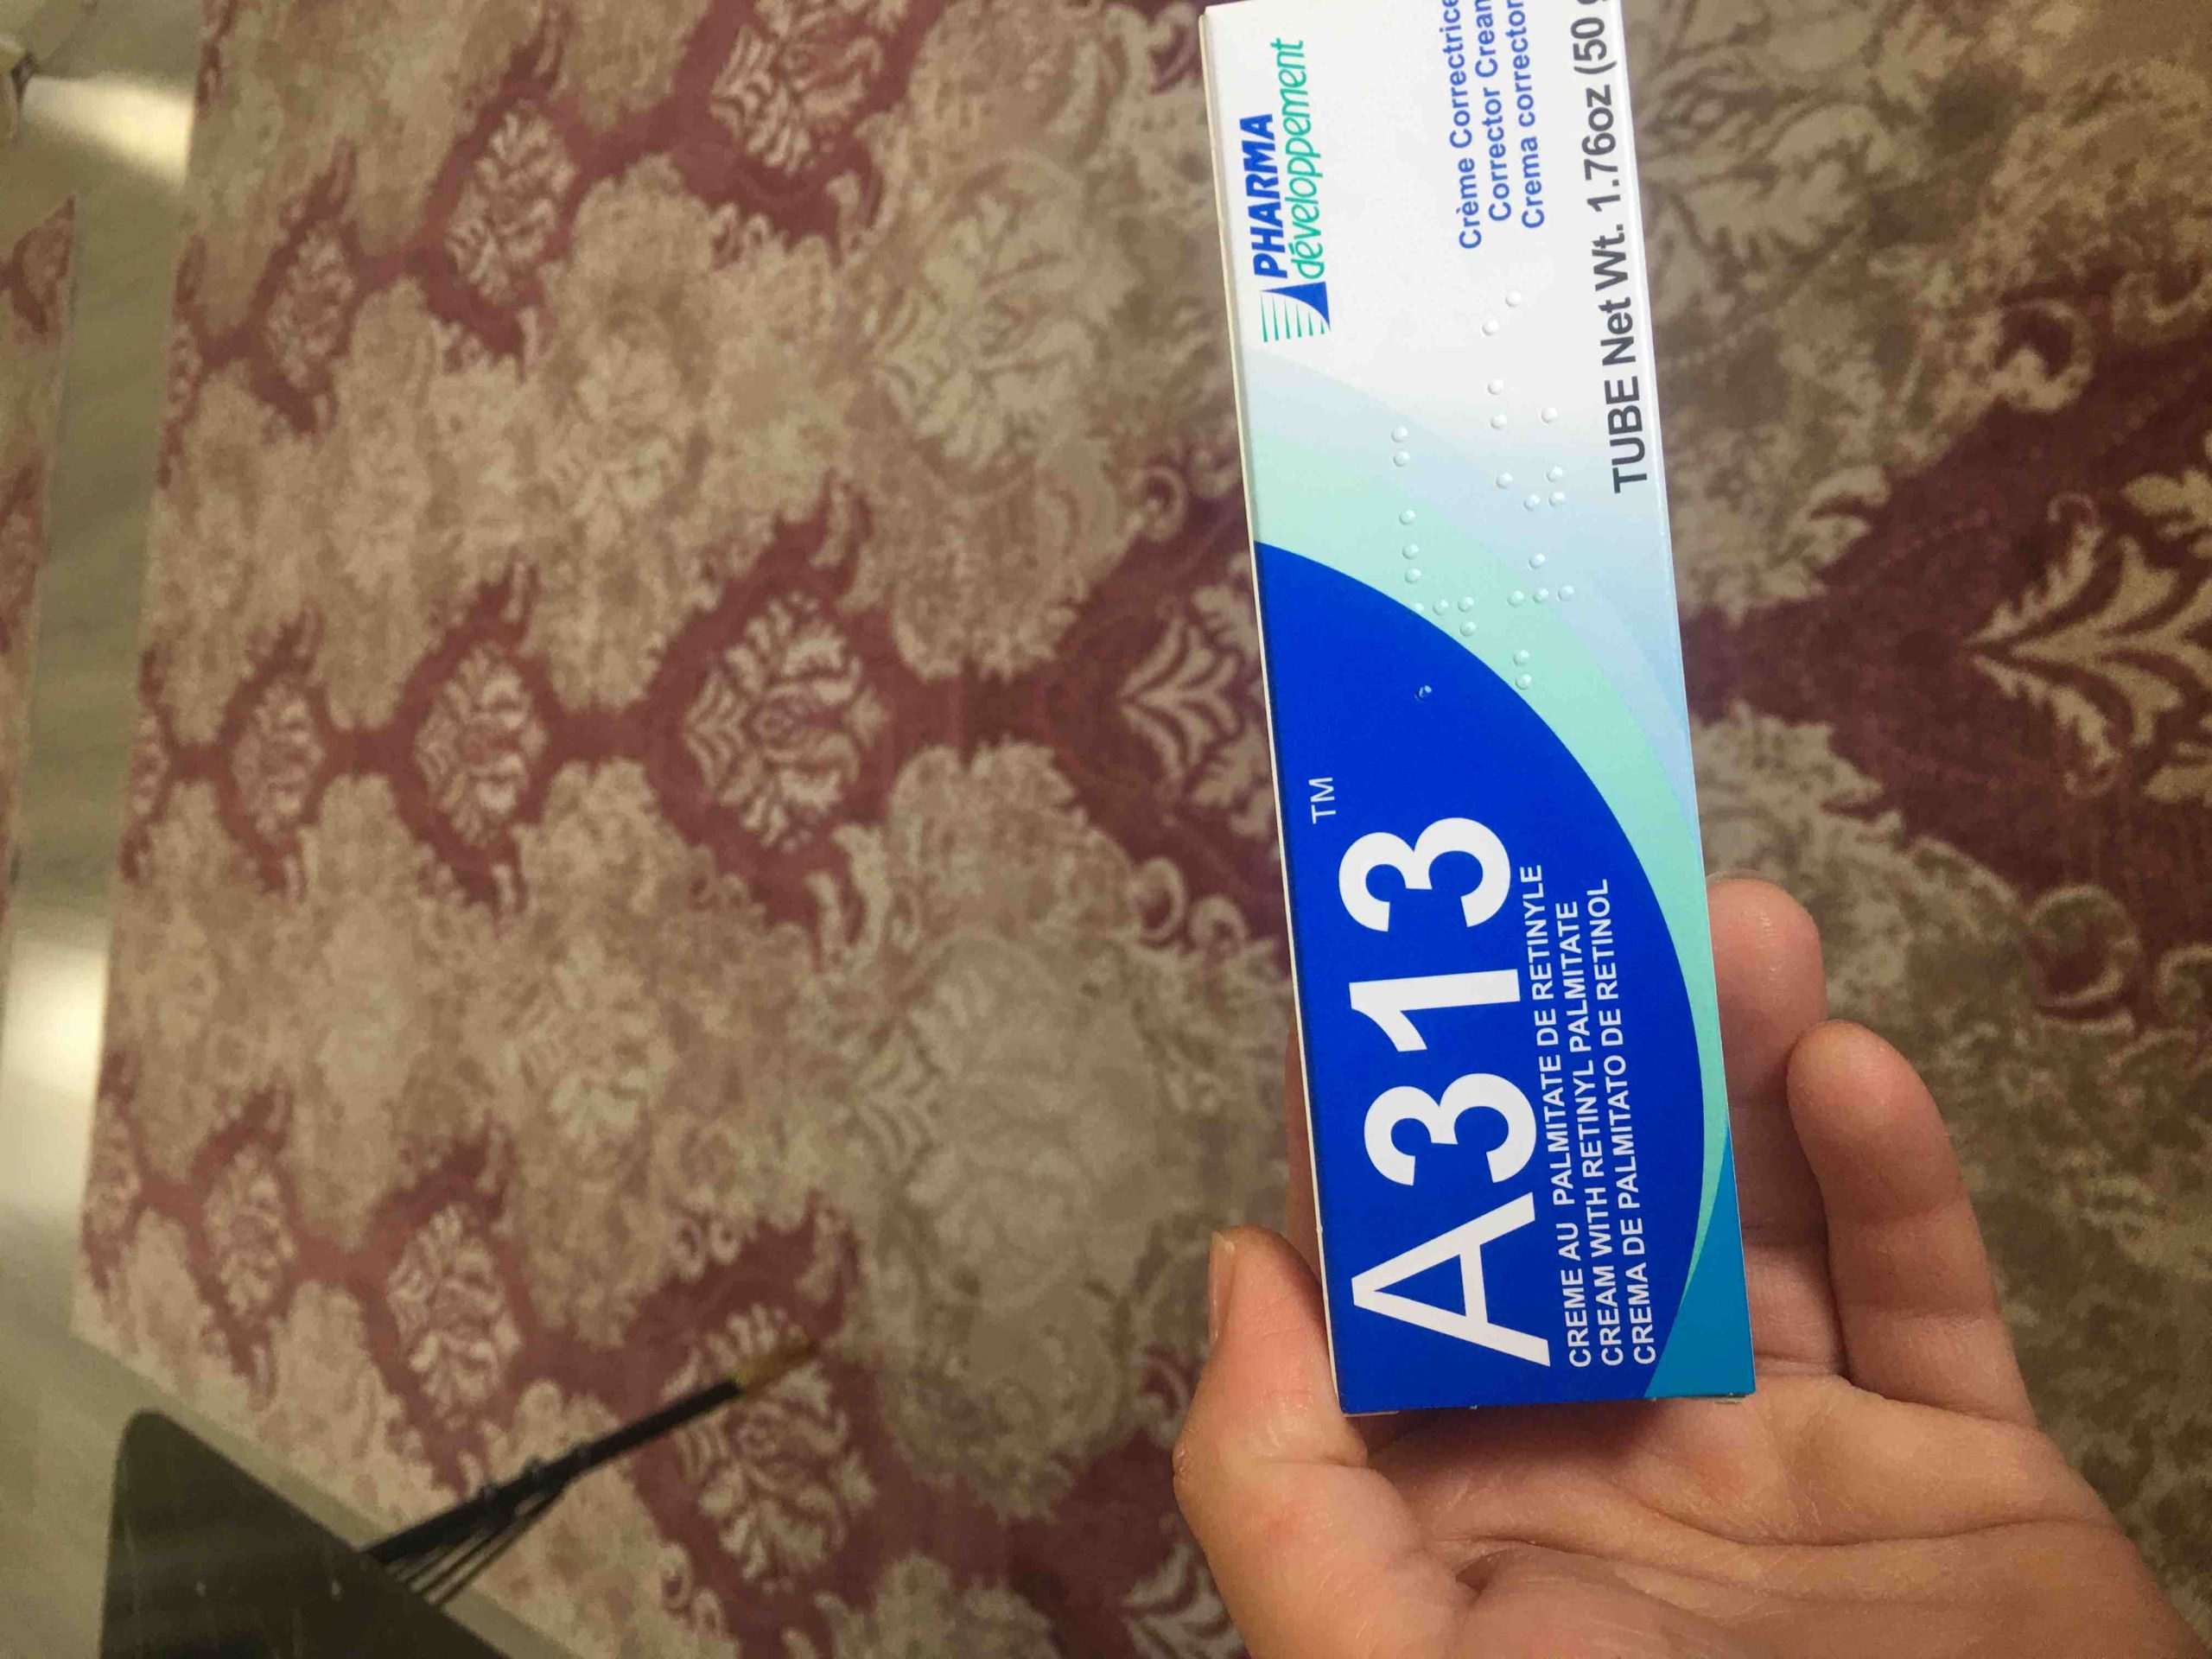 A313
TM
CREME AU PALMITATE DE RETINYLE
CREAM WITH RETINYL PALMITATE
CREMA DE PALMITATO DE RETINOL
PHARMA
développement
Crème Correctrice
Corrector Cream
Crema corrector
TUBE Net Wt. 1.76oz (50